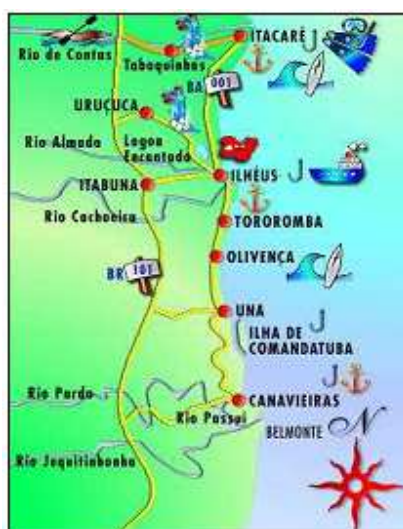 ITACARÉ
Rio de Contas
Taboquinhas
BA 001
URUÇUCA
Rio Almada
Lagoa
Encantada
ILHÉUS
ITABUNA
Rio Cachoeira
TOROROMBA
OLIVENÇA
BR 101
UNA
ILHA DE
COMANDATUBA
Rio Pardo
CANAVIEIRAS
Rio Passuí
BELMONTE N
Rio Jequitinhonha